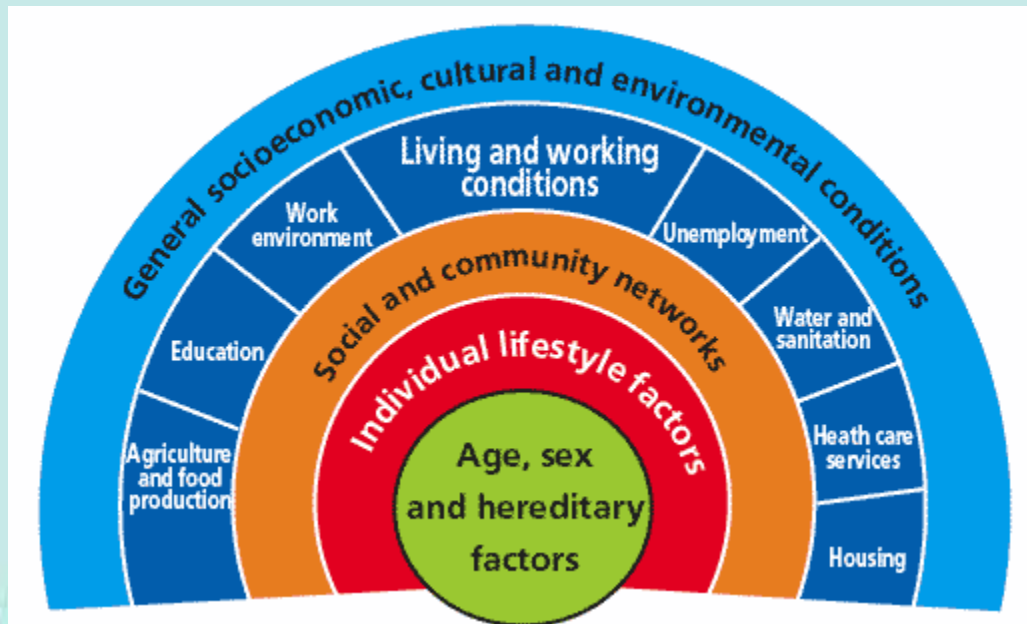 General socioeconomic, cultural and environmental conditions
Living and working
conditions
Work
environment
Unemployment
Education
Water and
sanitation
Agriculture
and food
production
Heath care
services
Housing
Social and community networks
Individual lifestyle factors
Age, sex
and hereditary
factors